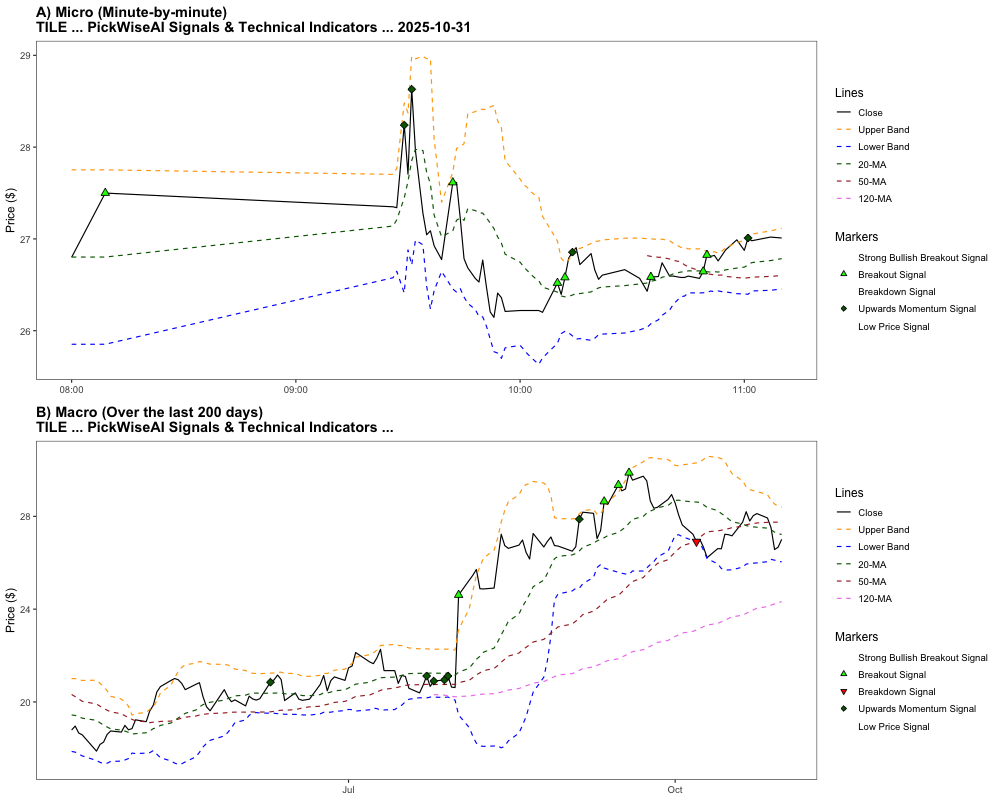 A) Micro (Minute-by-minute)
TILE ... PickWiseAI Signals & Technical Indicators ... 2025-10-31
Price ($)
29
28
27
26
08:00
09:00
10:00
11:00
Lines
Close
Upper Band
Lower Band
20-MA
50-MA
120-MA
Markers
Strong Bullish Breakout Signal
Breakout Signal
Breakdown Signal
Upwards Momentum Signal
Low Price Signal
B) Macro (Over the last 200 days)
TILE ... PickWiseAI Signals & Technical Indicators ...
Price ($)
28
24
20
Jul
Oct
Lines
Close
Upper Band
Lower Band
20-MA
50-MA
120-MA
Markers
Strong Bullish Breakout Signal
Breakout Signal
Breakdown Signal
Upwards Momentum Signal
Low Price Signal